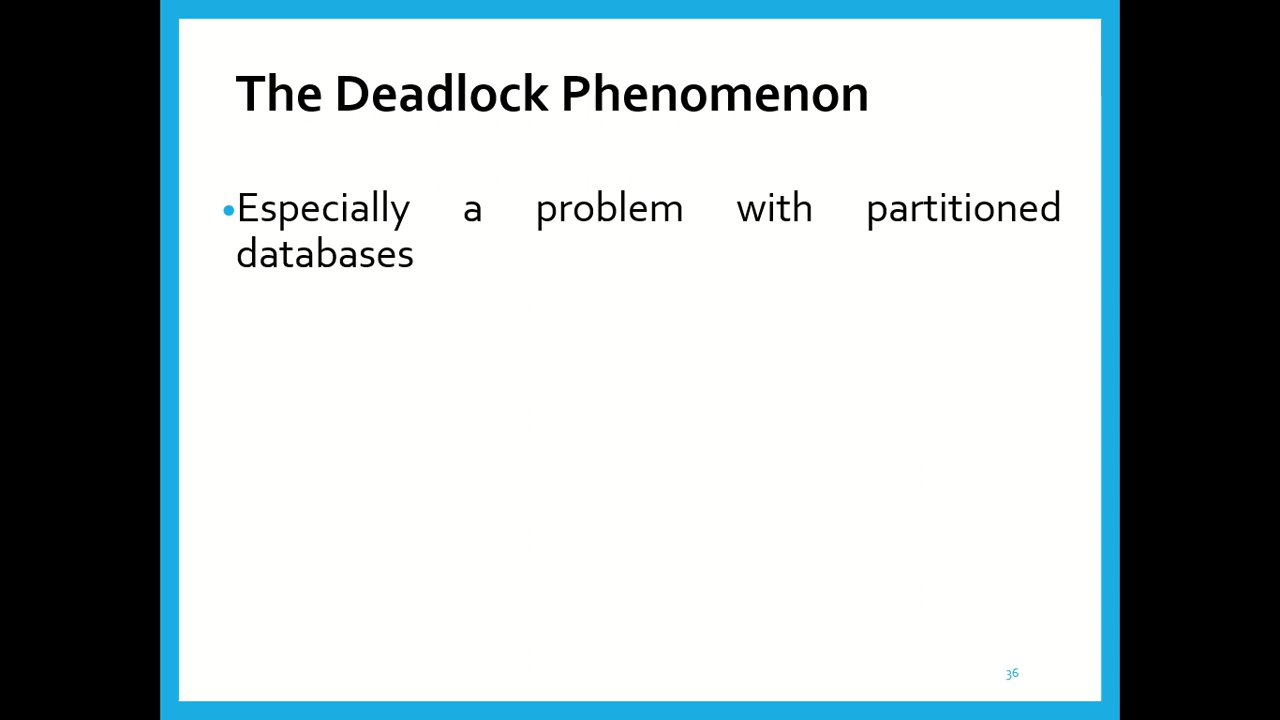 The Deadlock Phenomenon
•Especially a problem with partitioned
databases
36